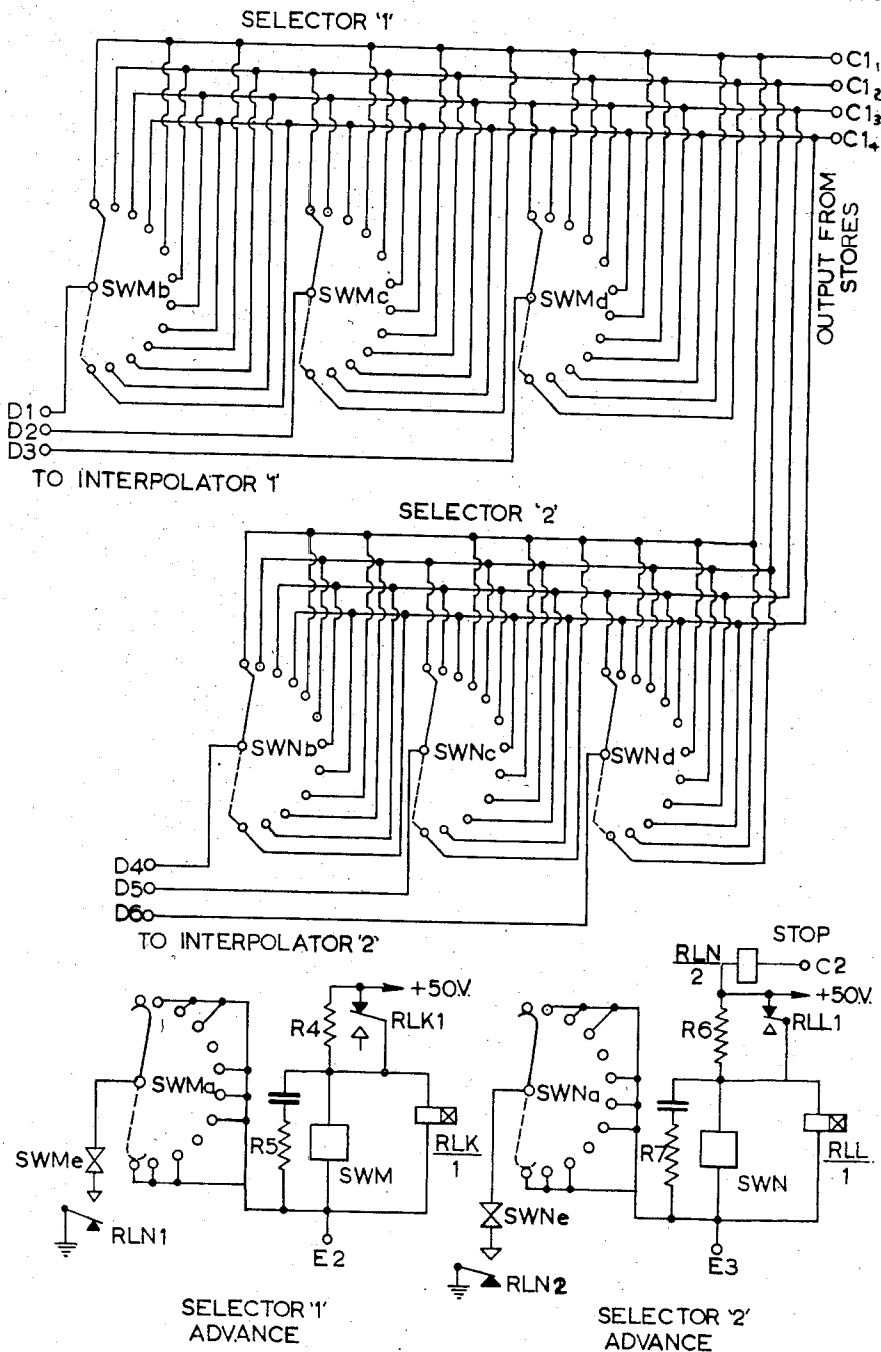 SELECTOR '1'
C1₁
C1₂
C1₃
C1₄
OUTPUT FROM
STORES
SWMb
SWMc
SWMd
D1
D2
D3
TO INTERPOLATOR '1'
SELECTOR '2'
SWNb
SWNc
SWNd
D4
D5
D6
TO INTERPOLATOR '2'
STOP
RLN
2
C2
+50V.
R4
RLK1
SWMa
R5
SWM
RLK
1
SWMe
RLN1
E2
SELECTOR '1'
ADVANCE
+50V.
R6
RLL1
SWNa
R7
SWN
RLL
1
SWNe
RLN2
E3
SELECTOR '2'
ADVANCE